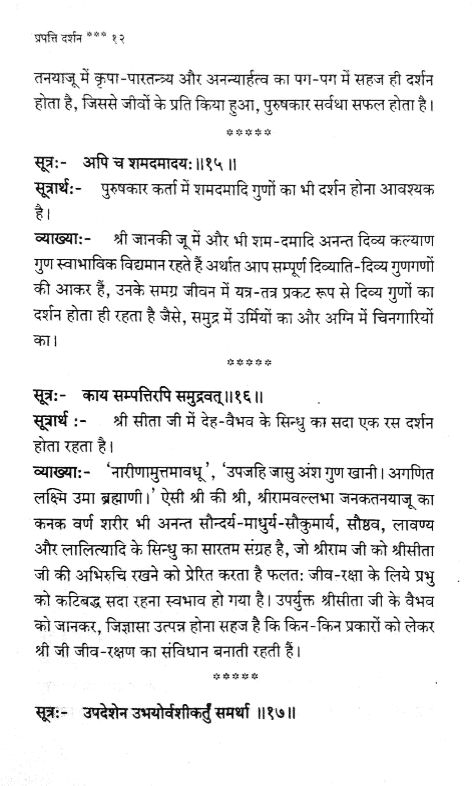 प्रपत्ति दर्शन *** १२
तनयाजू में कृपा-पारतन्त्र्य और अनन्यार्हत्व का पग-पग में सहज ही दर्शन
होता है, जिससे जीवों के प्रति किया हुआ, पुरुषकार सर्वथा सफल होता है।
*****
सूत्र:- अपि च शमदमादय:॥१५॥
सूत्रार्थ:- पुरुषकार कर्ता में शमदमादि गुणों का भी दर्शन होना आवश्यक
है।
व्याख्या:- श्री जानकी जू में और भी शम-दमादि अनन्त दिव्य कल्याण
गुण स्वाभाविक विद्यमान रहते हैं अर्थात आप सम्पूर्ण दिव्याति-दिव्य गुणगणों
की आकर हैं, उनके समग्र जीवन में यत्र-तत्र प्रकट रूप से दिव्य गुणों का
दर्शन होता ही रहता है जैसे, समुद्र में उर्मियों का और अग्नि में चिनगारियों
का।
*****
सूत्र:- काय सम्पत्तिरपि समुद्रवत्॥१६॥
सूत्रार्थ :- श्री सीता जी में देह-वैभव के सिन्धु का सदा एक रस दर्शन
होता रहता है।
व्याख्या:- 'नारीणामुत्तमावधू', 'उपजहि जासु अंश गुण खानी। अगणित
लक्ष्मि उमा ब्रह्माणी।' ऐसी श्री की श्री, श्रीरामवल्लभा जनकतनयाजू का
कनक वर्ण शरीर भी अनन्त सौन्दर्य-माधुर्य-सौकुमार्य, सौष्ठव, लावण्य
और लालित्यादि के सिन्धु का सारतम संग्रह है, जो श्रीराम जी को श्रीसीता
जी की अभिरुचि रखने को प्रेरित करता है फलत: जीव-रक्षा के लिये प्रभु
को कटिबद्ध सदा रहना स्वभाव हो गया है। उपर्युक्त श्रीसीता जी के वैभव
को जानकर, जिज्ञासा उत्पन्न होना सहज है कि किन-किन प्रकारों को लेकर
श्री जी जीव-रक्षण का संविधान बनाती रहती हैं।
*****
सूत्र:- उपदेशेन उभयोर्वशीकर्तुं समर्था ॥१७॥